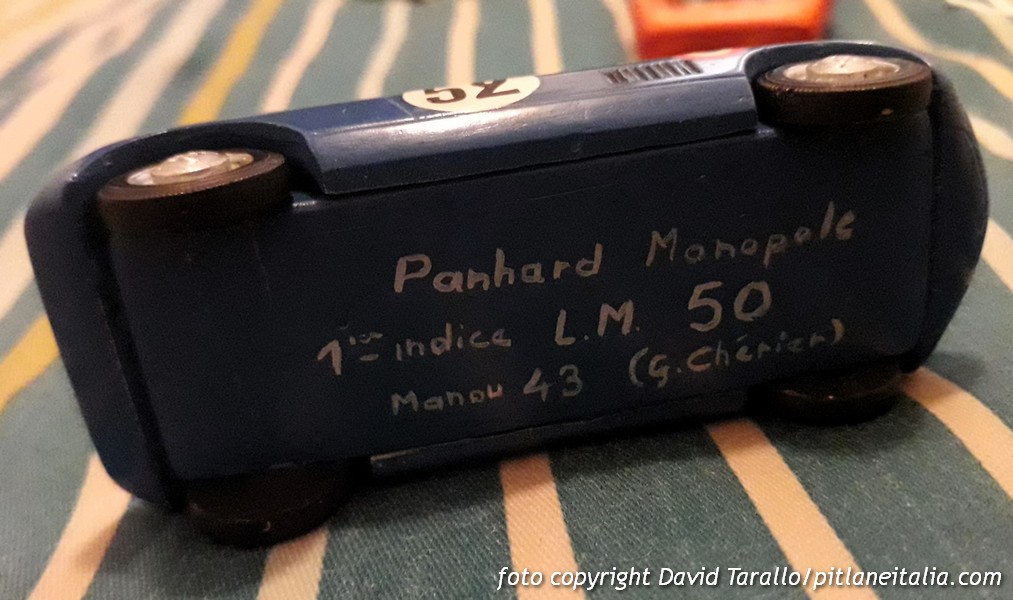 52
Panhard Monopole
1ère indice L.M. 50
Manou 43 (G.Chérier)
foto copyright David Tarallo/pitlaneitalia.com